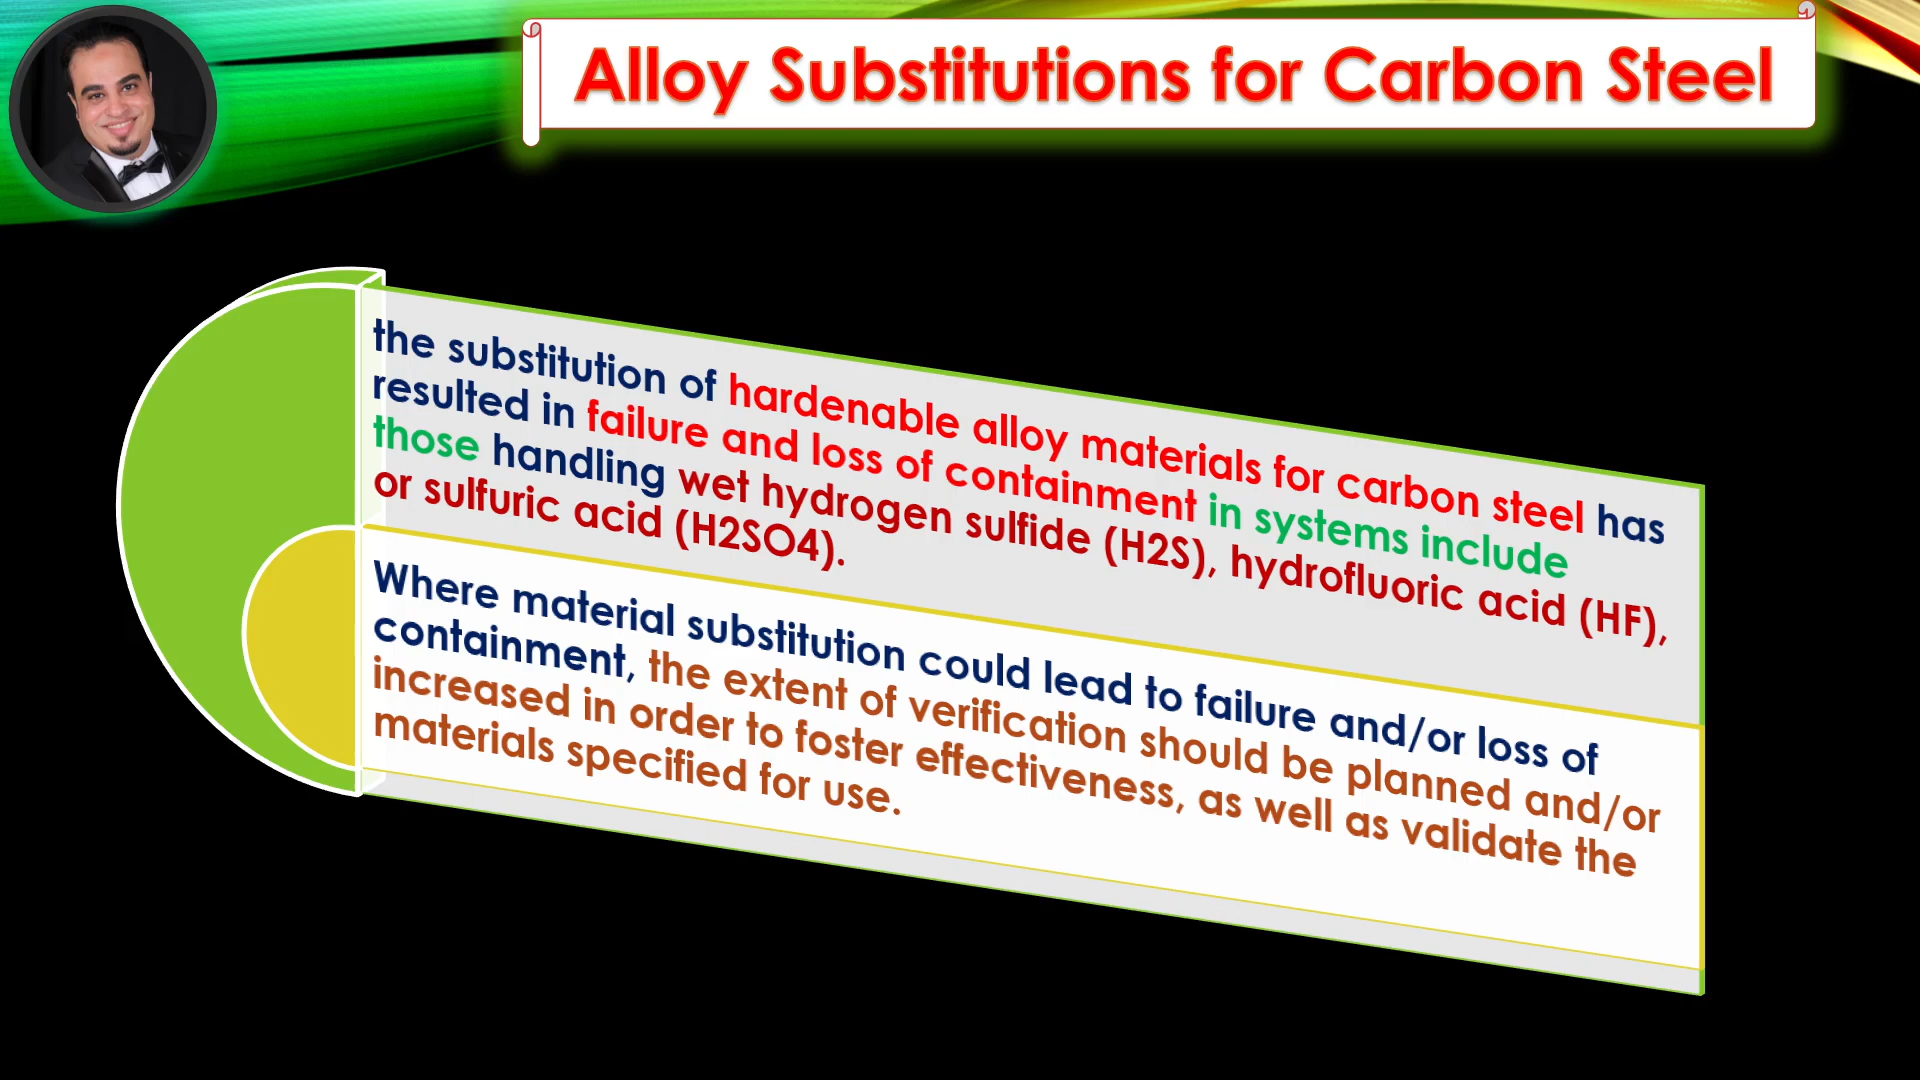 Alloy Substitutions for Carbon Steel
the substitution of hardenable alloy materials for carbon steel has
resulted in failure and loss of containment in systems include
those handling wet hydrogen sulfide (H2S), hydrofluoric acid (HF),
or sulfuric acid (H2SO4).
Where material substitution could lead to failure and/or loss of
containment, the extent of verification should be planned and/or
increased in order to foster effectiveness, as well as validate the
materials specified for use.